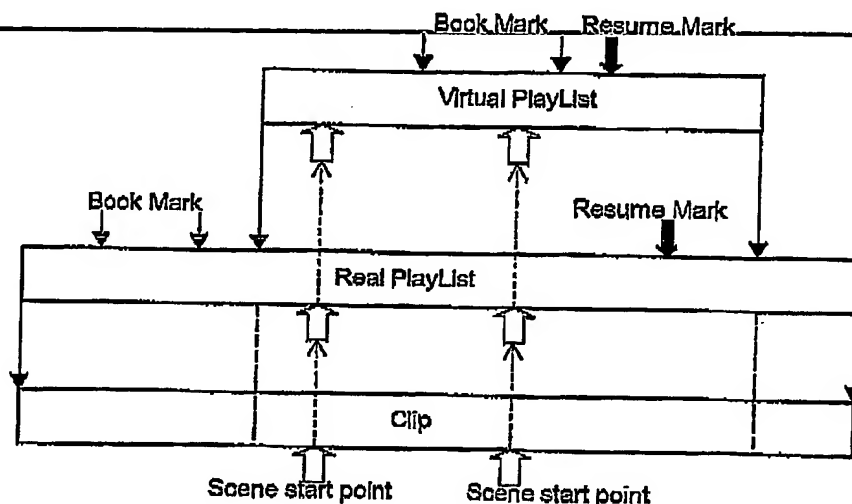 Book Mark Resume Mark
Virtual PlayList
Book Mark Resume Mark
Real PlayList
Clip
Scene start point Scene start point